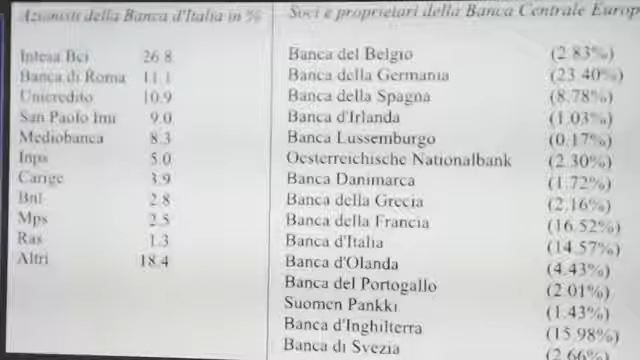 Azionisti della Banca d'Italia in %
Intesa Bci 26.8
Banca di Roma 11.1
Unicredito 10.9
San Paolo Imi 9.0
Mediobanca 8.3
Inps 5.0
Carige 3.9
Bnl 2.8
Mps 2.5
Ras 1.3
Altri 18.4
Soci e proprietari della Banca Centrale Europ
Banca del Belgio (2.83%)
Banca della Germania (23.40%)
Banca della Spagna (8.78%)
Banca d'Irlanda (1.03%)
Banca Lussemburgo (0.17%)
Oesterreichische Nationalbank (2.30%)
Banca Danimarca (1.72%)
Banca della Grecia (2.16%)
Banca della Francia (16.52%)
Banca d'Italia (14.57%)
Banca d'Olanda (4.43%)
Banca del Portogallo (2.01%)
Suomen Pankki (1.43%)
Banca d'Inghilterra (15.98%)
Banca di Svezia (2.66%)